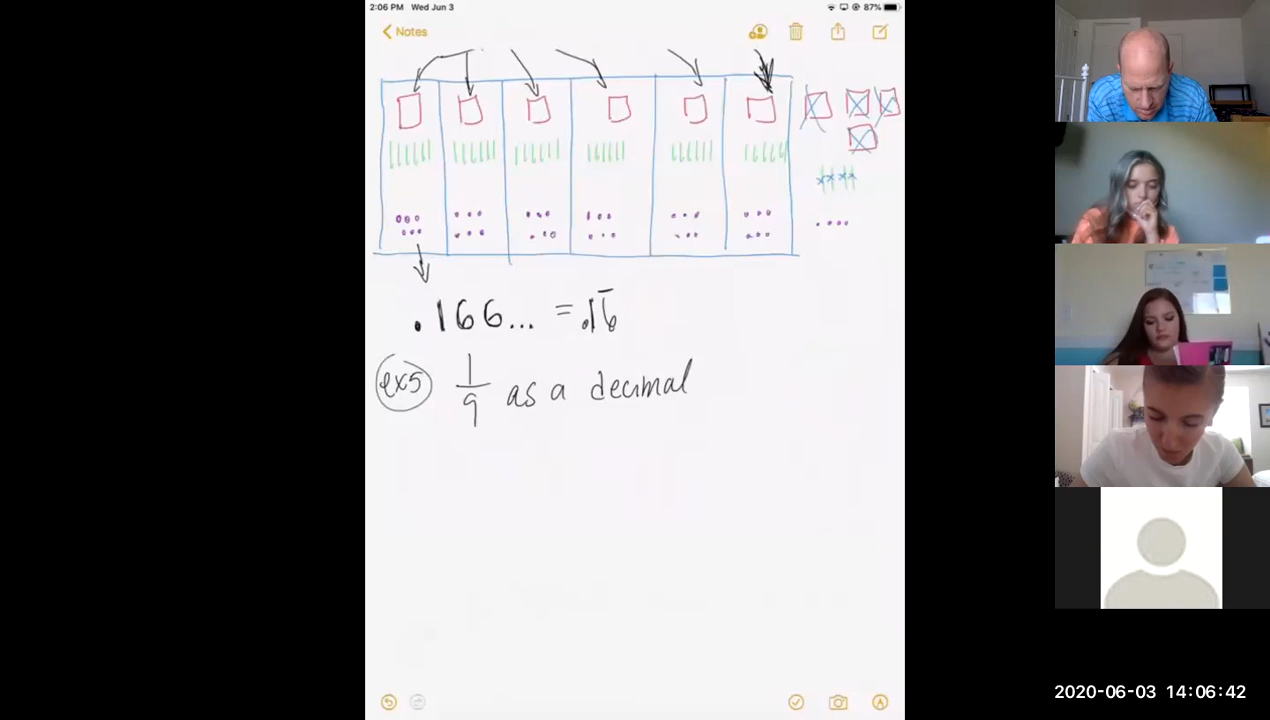 2:06 PM Wed Jun 3
87%
Notes
.166... = .16̅
ex5 1/9 as a decimal
2020-06-03 14:06:42